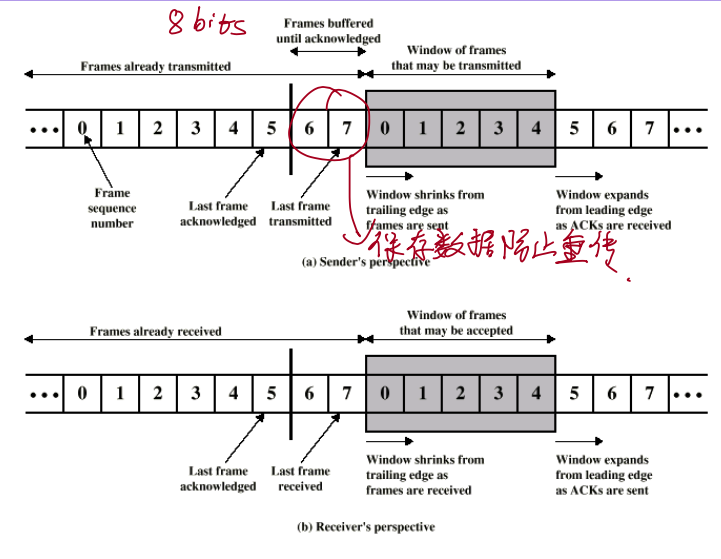 8 bits
Frames buffered
until acknowledged
Window of frames
that may be transmitted
Frames already transmitted
••• 0 1 2 3 4 5 6 7 0 1 2 3 4 5 6 7 •••
Frame
sequence
number
Last frame
acknowledged
Last frame
transmitted
Window shrinks from
trailing edge as
frames are sent
Window expands
from leading edge
as ACKs are received
保存数据防止重传.
(a) Sender's perspective
Frames already received
Window of frames
that may be accepted
••• 0 1 2 3 4 5 6 7 0 1 2 3 4 5 6 7 •••
Last frame
acknowledged
Last frame
received
Window shrinks from
trailing edge as
frames are received
Window expands
from leading edge
as ACKs are sent
(b) Receiver's perspective